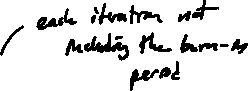 each iteration not
including the burn-in
period